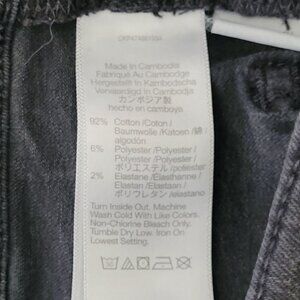 Made In Cambodia
Fabriqué Au Cambodge
Hergestellt In Kambodscha
Vervaardigd In Cambodja
カンボジア製
hecho en camboya
92% Cotton /Coton /
Baumwolle /Katoen /綿
algodón
6% Polyester /Polyester /
Polyester /Polyester /
ポリエステル /poliester
2% Elastane /Elasthanne /
Elastan /Elastaan /
ポリウレタン /elastano
Turn Inside Out. Machine
Wash Cold With Like Colors.
Non-Chlorine Bleach Only.
Tumble Dry Low. Iron On
Lowest Setting.